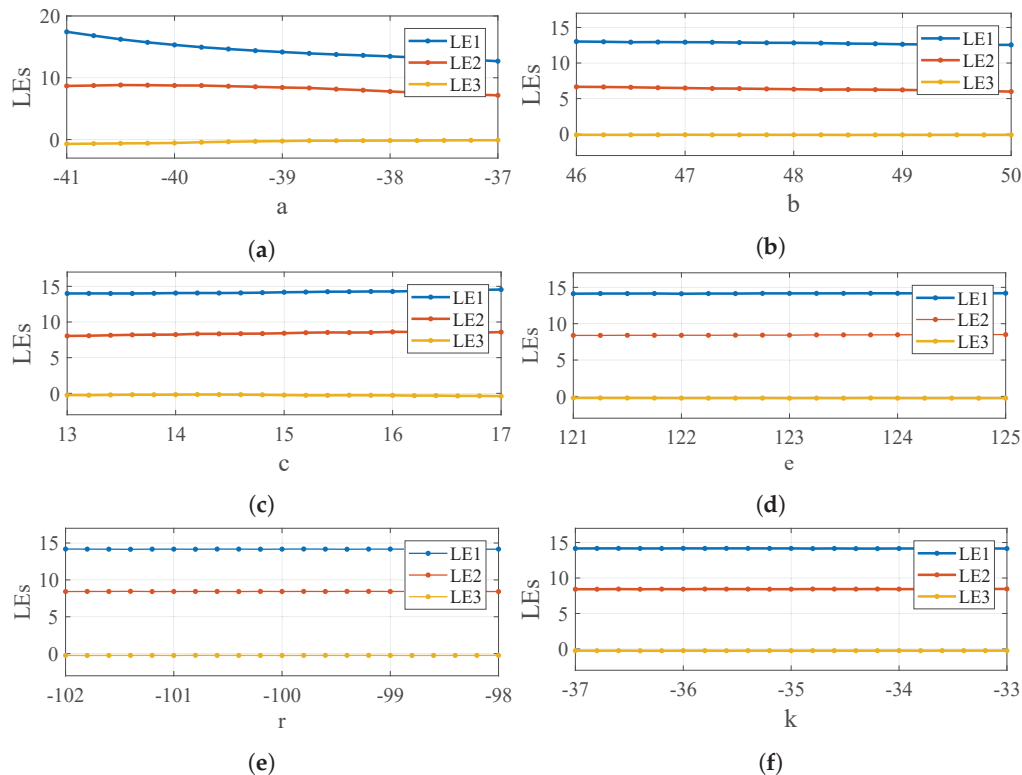 20
10
0
LEs
LE1
LE2
LE3
-41 -40 -39 -38 -37
a
(a)
15
10
5
0
LEs
LE1
LE2
LE3
46 47 48 49 50
b
(b)
15
10
5
0
LEs
LE1
LE2
LE3
13 14 15 16 17
c
(c)
15
10
5
0
LEs
LE1
LE2
LE3
121 122 123 124 125
e
(d)
15
10
5
0
LEs
LE1
LE2
LE3
-102 -101 -100 -99 -98
r
(e)
15
10
5
0
LEs
LE1
LE2
LE3
-37 -36 -35 -34 -33
k
(f)